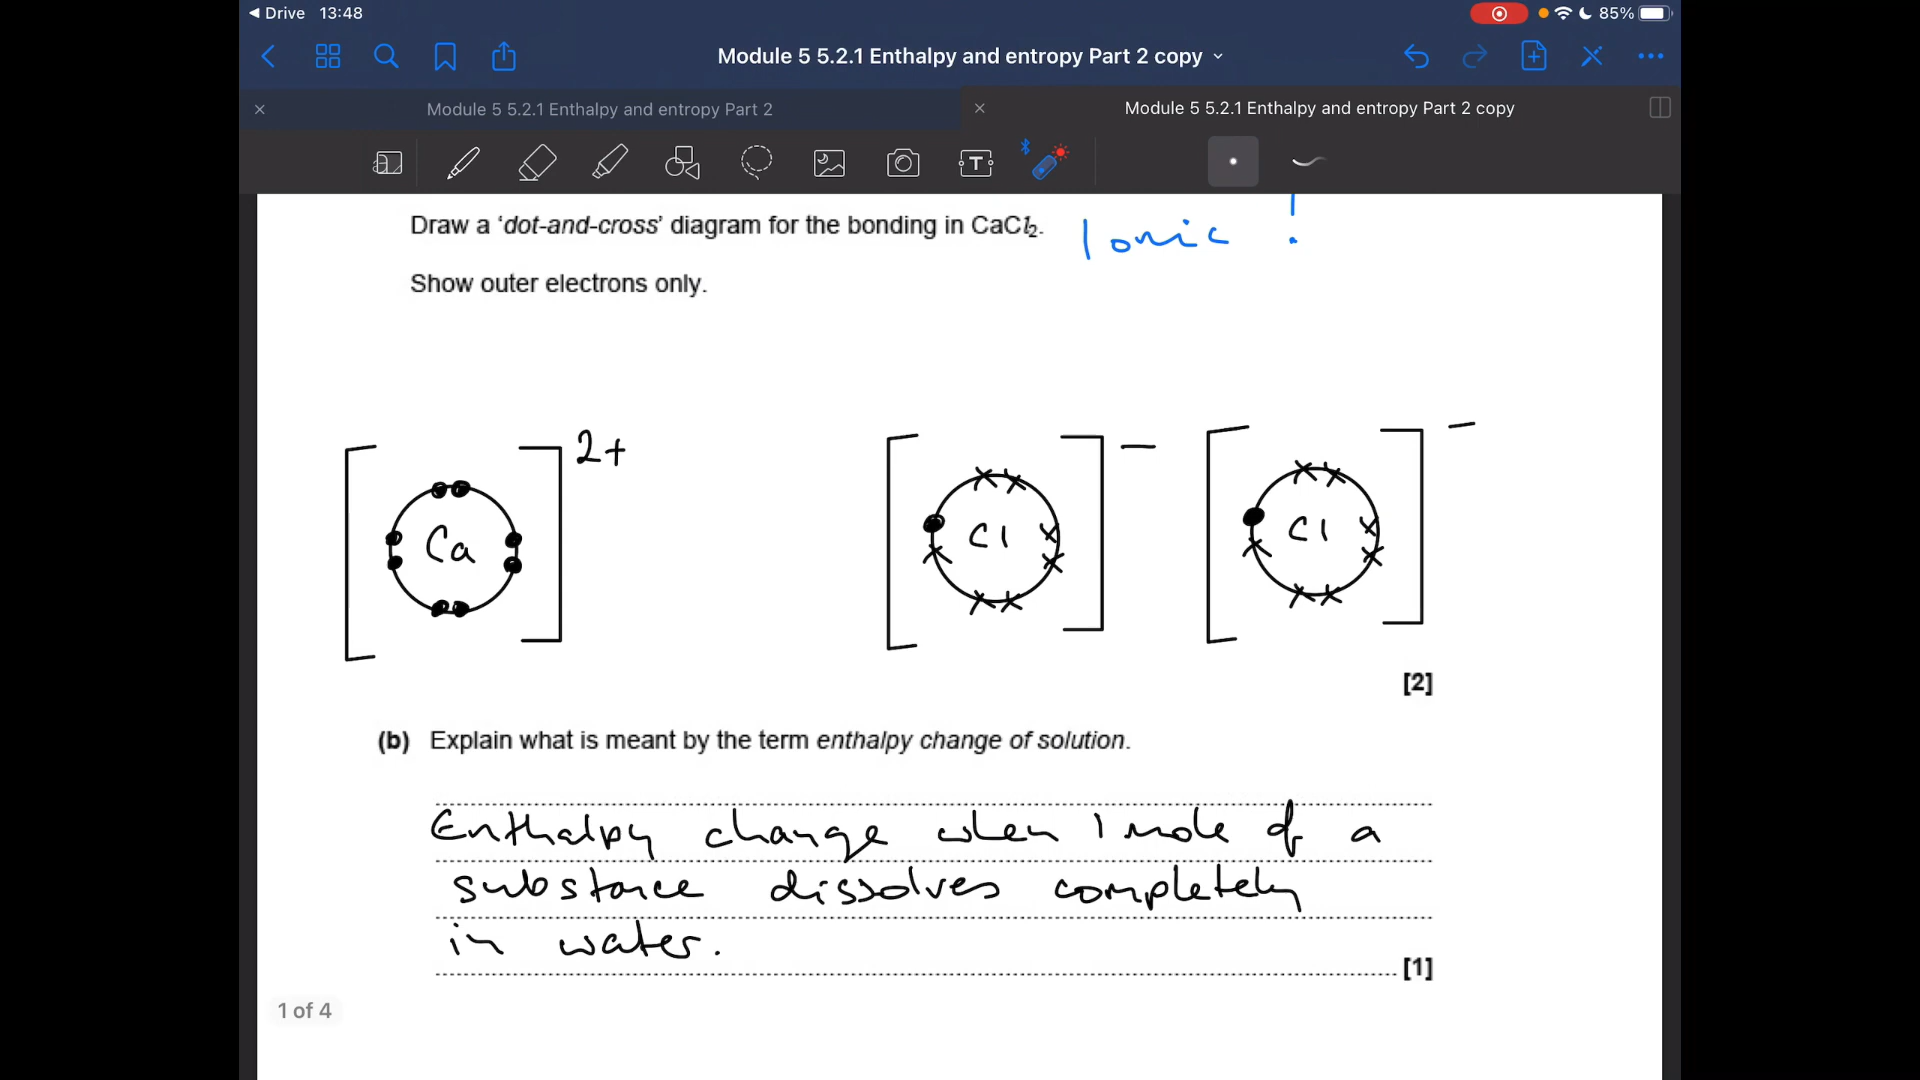 Drive 13:48 85%
Module 5 5.2.1 Enthalpy and entropy Part 2 copy
Module 5 5.2.1 Enthalpy and entropy Part 2 Module 5 5.2.1 Enthalpy and entropy Part 2 copy
T
Draw a ‘dot-and-cross’ diagram for the bonding in CaCl₂. Ionic !
Show outer electrons only.
2+ − −
Ca Cl Cl
[2]
(b) Explain what is meant by the term enthalpy change of solution.
Enthalpy change when 1 mole of a
substance dissolves completely
in water.
[1]
1 of 4